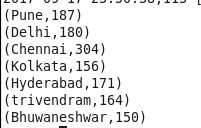 (Pune,187)
(Delhi,180)
(Chennai,304)
(Kolkata,156)
(Hyderabad,171)
(trivendram,164)
(Bhuwaneshwar,150)